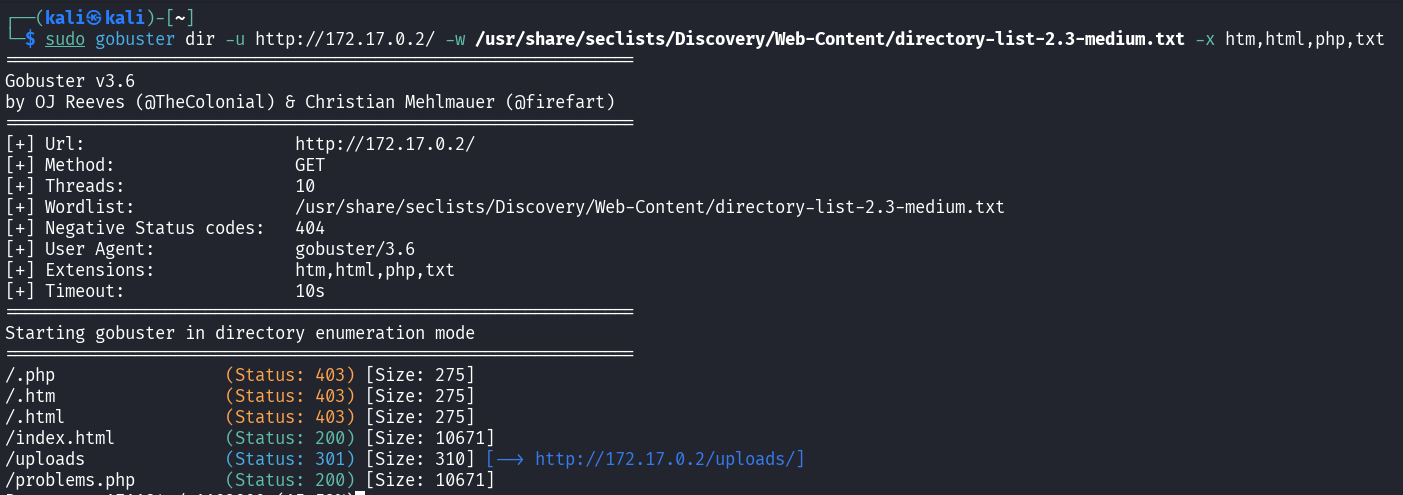 ┌──(kali㉿kali)-[~]
└─$ sudo gobuster dir -u http://172.17.0.2/ -w /usr/share/seclists/Discovery/Web-Content/directory-list-2.3-medium.txt -x htm,html,php,txt
===============================================================
Gobuster v3.6
by OJ Reeves (@TheColonial) & Christian Mehlmauer (@firefart)
===============================================================
[+] Url:                     http://172.17.0.2/
[+] Method:                  GET
[+] Threads:                 10
[+] Wordlist:                /usr/share/seclists/Discovery/Web-Content/directory-list-2.3-medium.txt
[+] Negative Status codes:   404
[+] User Agent:              gobuster/3.6
[+] Extensions:              htm,html,php,txt
[+] Timeout:                 10s
===============================================================
Starting gobuster in directory enumeration mode
===============================================================
/.php                 (Status: 403) [Size: 275]
/.htm                 (Status: 403) [Size: 275]
/.html                (Status: 403) [Size: 275]
/index.html           (Status: 200) [Size: 10671]
/uploads              (Status: 301) [Size: 310] [--> http://172.17.0.2/uploads/]
/problems.php         (Status: 200) [Size: 10671]